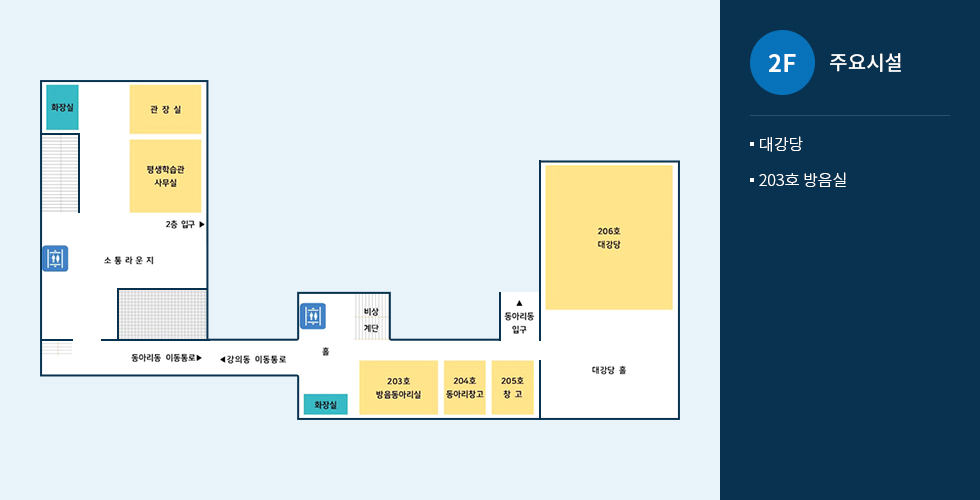 화장실
관 장 실
평생학습관
사무실
2층 입구 ▶
소 통 라 운 지
동아리동 이동통로▶
◀강의동 이동통로
홀
비상
계단
화장실
203호
방음동아리실
204호
동아리창고
205호
창 고
▲
동아리동
입구
206호
대강당
대강당 홀
2F 주요시설
▪ 대강당
▪ 203호 방음실